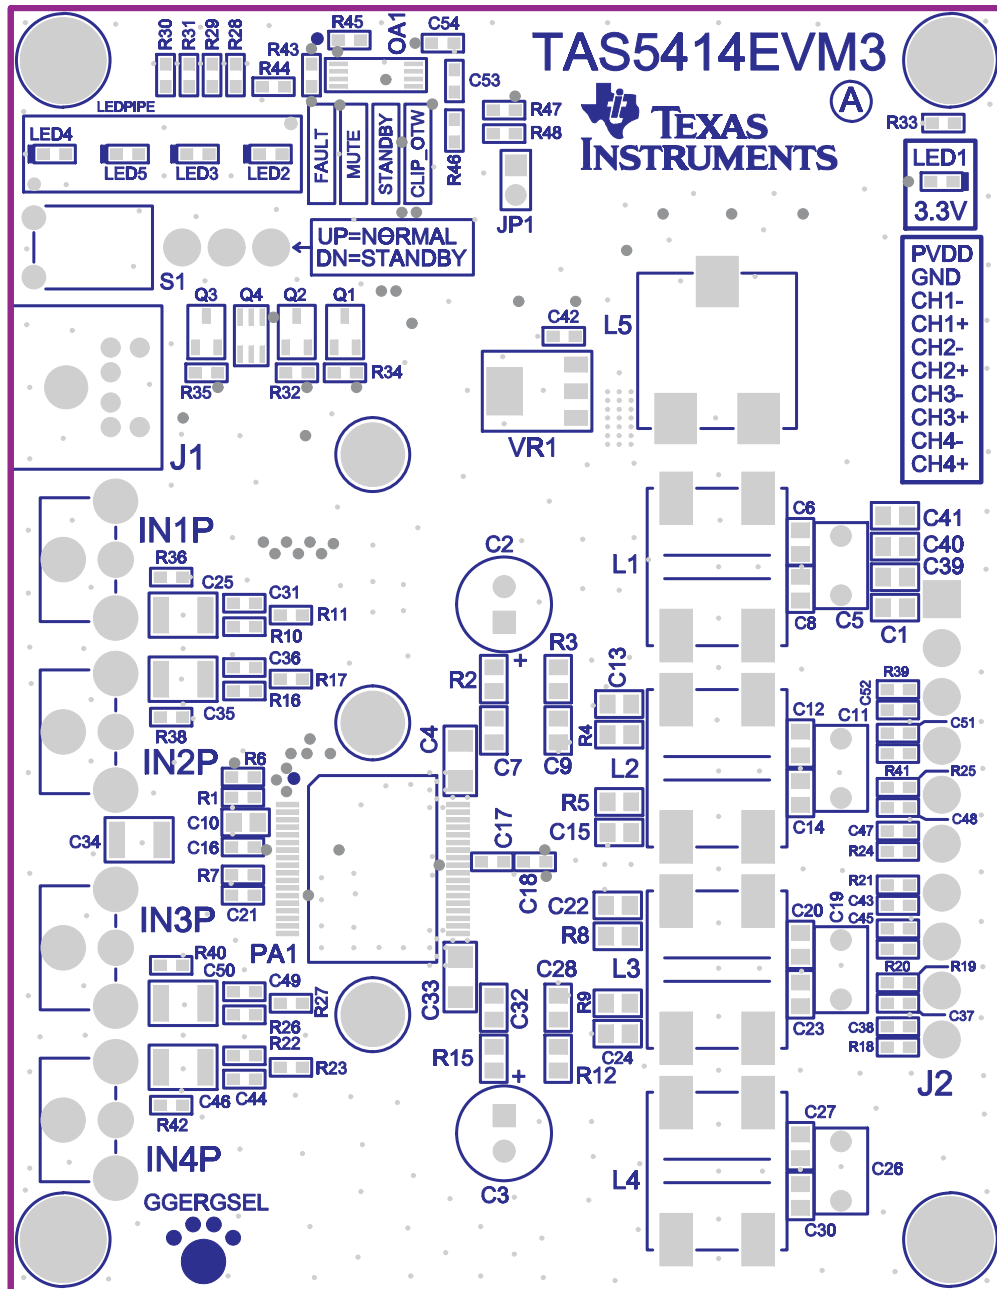 TAS5414EVM3
A
TEXAS
INSTRUMENTS
R30
R31
R29
R28
R43
R44
R45
OA1
C54
C53
R47
R48
R46
R33
LEDPIPE
LED4
LED5
LED3
LED2
FAULT
MUTE
STANDBY
CLIP_OTW
JP1
LED1
3.3V
S1
UP=NORMAL
DN=STANDBY
PVDD
GND
CH1-
CH1+
CH2-
CH2+
CH3-
CH3+
CH4-
CH4+
Q3
Q4
Q2
Q1
R35
R32
R34
C42
L5
VR1
J1
IN1P
R36
C25
C31
R11
R10
C2
L1
C6
C8
C5
C41
C40
C39
C1
C36
R17
R16
C35
R38
IN2P
R2
R3
C13
R4
C4
C7
C9
L2
C12
C11
C14
R39
C52
C51
R41
R25
C48
C47
R24
R6
R1
C10
C16
C34
R7
C21
R5
C15
C17
C18
IN3P
PA1
R40
C50
C49
R27
R26
C22
R8
L3
C20
C19
C23
R21
C43
C45
R20
R19
C37
C38
R18
C33
C32
C28
R9
C24
R15
R12
R22
R23
C46
C44
R42
IN4P
C3
L4
C27
C26
C30
J2
GGERGSEL